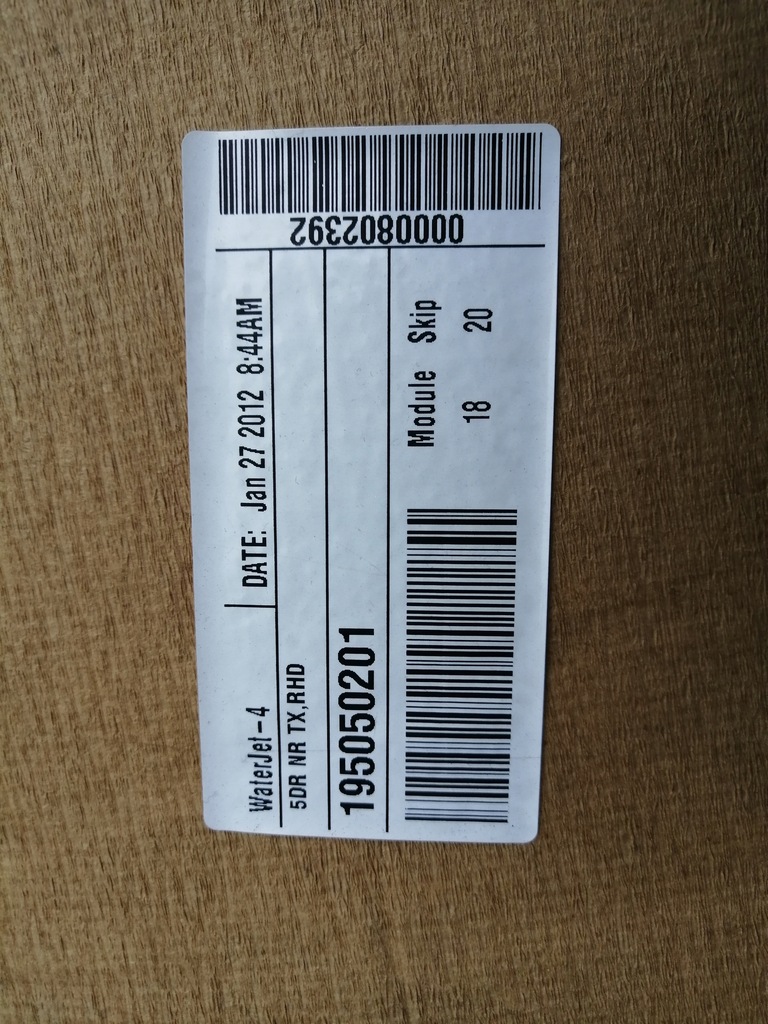 WaterJet-4
DATE: Jan 27 2012 8:44AM
5DR NR TX,RHD
195050201
Module Skip
18 20
0000802392